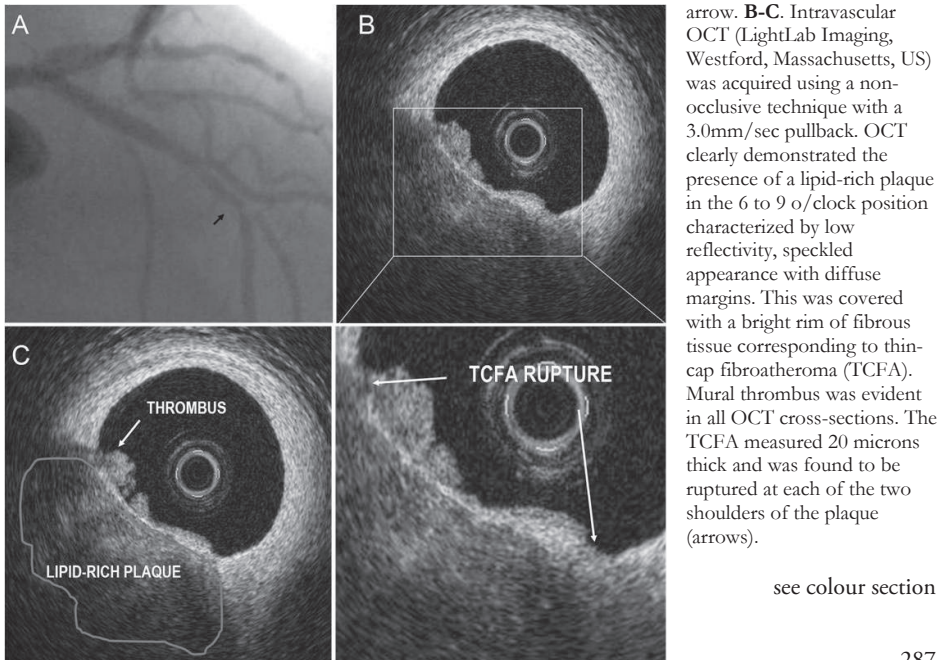 A
B
C
THROMBUS
LIPID-RICH PLAQUE
TCFA RUPTURE
arrow. B-C. Intravascular
OCT (LightLab Imaging,
Westford, Massachusetts, US)
was acquired using a non-
occlusive technique with a
3.0mm/sec pullback. OCT
clearly demonstrated the
presence of a lipid-rich plaque
in the 6 to 9 o/clock position
characterized by low
reflectivity, speckled
appearance with diffuse
margins. This was covered
with a bright rim of fibrous
tissue corresponding to thin-
cap fibroatheroma (TCFA).
Mural thrombus was evident
in all OCT cross-sections. The
TCFA measured 20 microns
thick and was found to be
ruptured at each of the two
shoulders of the plaque
(arrows).
see colour section
287